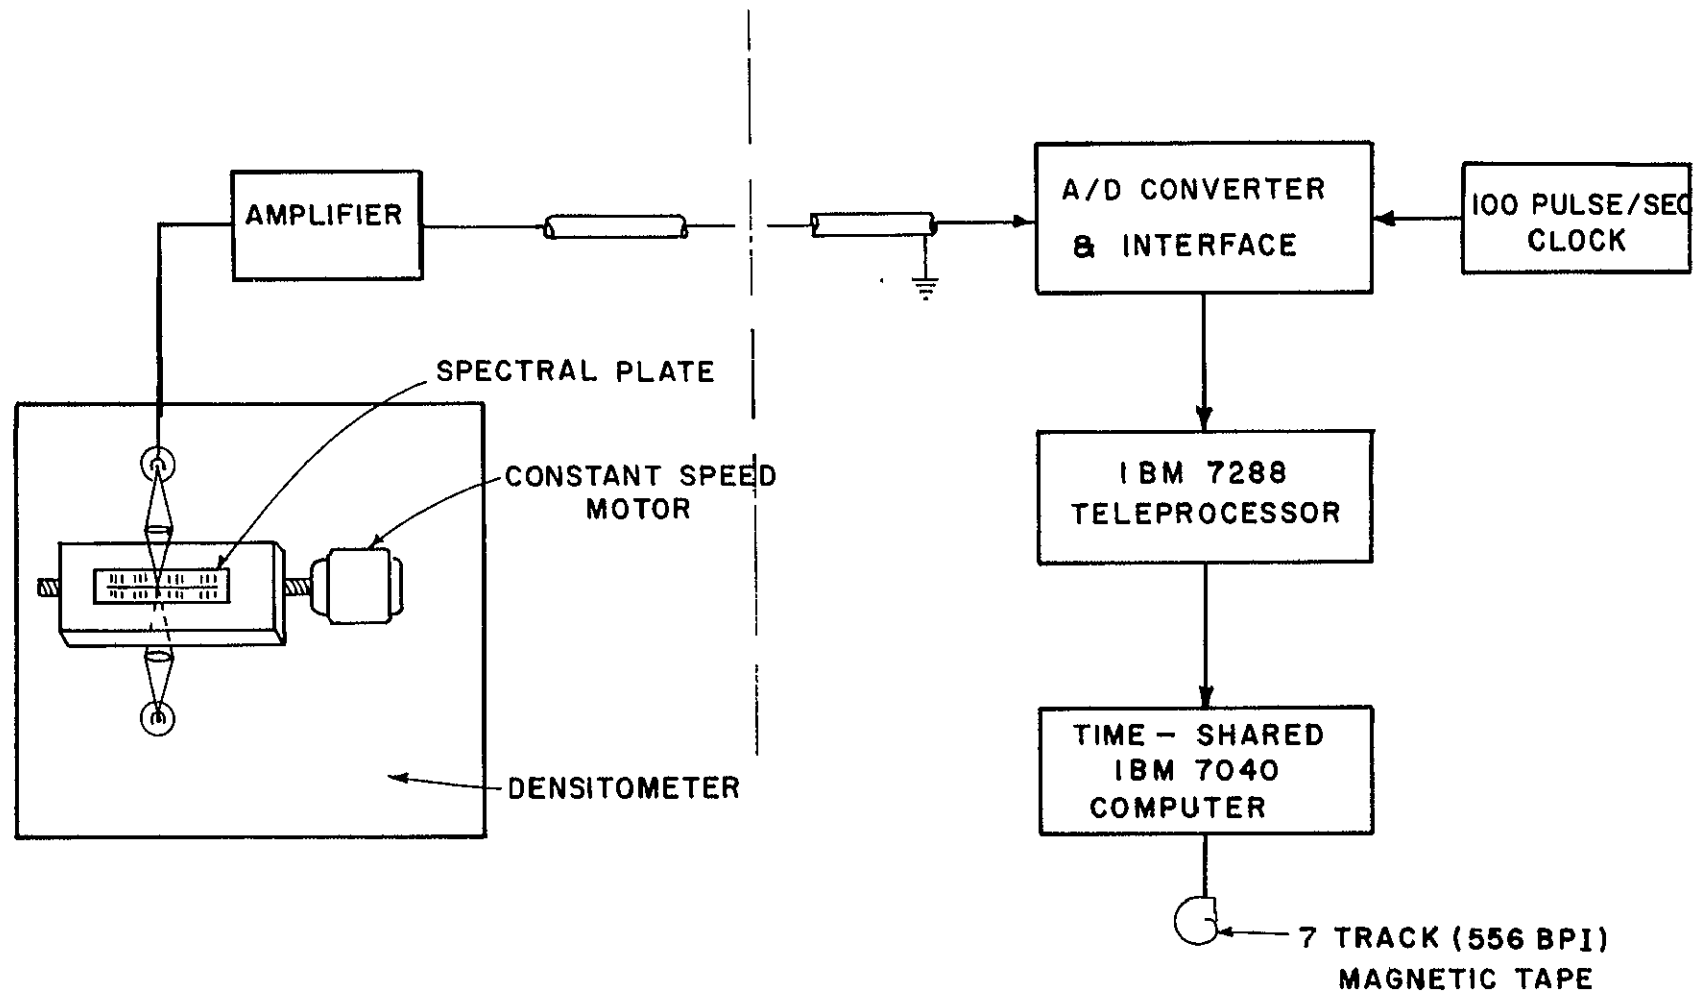 AMPLIFIER
A/D CONVERTER
& INTERFACE
100 PULSE/SEC
CLOCK
SPECTRAL PLATE
CONSTANT SPEED
MOTOR
IBM 7288
TELEPROCESSOR
TIME - SHARED
IBM 7040
COMPUTER
DENSITOMETER
7 TRACK (556 BPI)
MAGNETIC TAPE